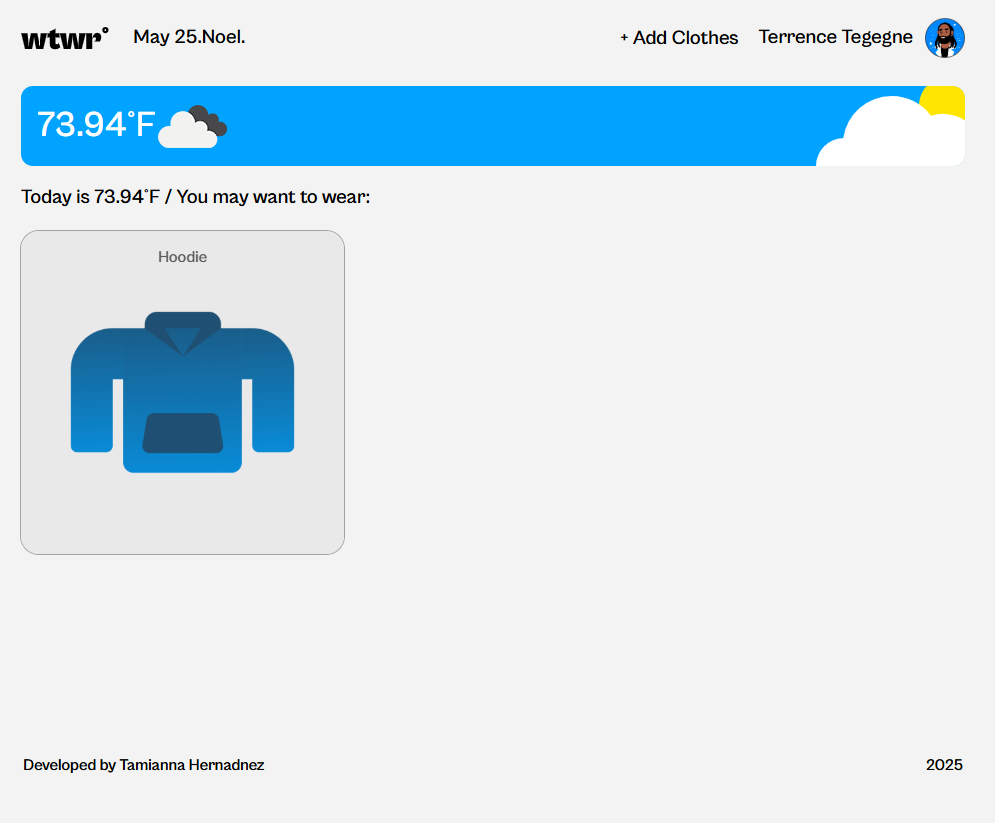 wtwr° May 25.Noel. + Add Clothes Terrence Tegegne
73.94°F
Today is 73.94°F / You may want to wear:
Hoodie
Developed by Tamianna Hernadnez 2025